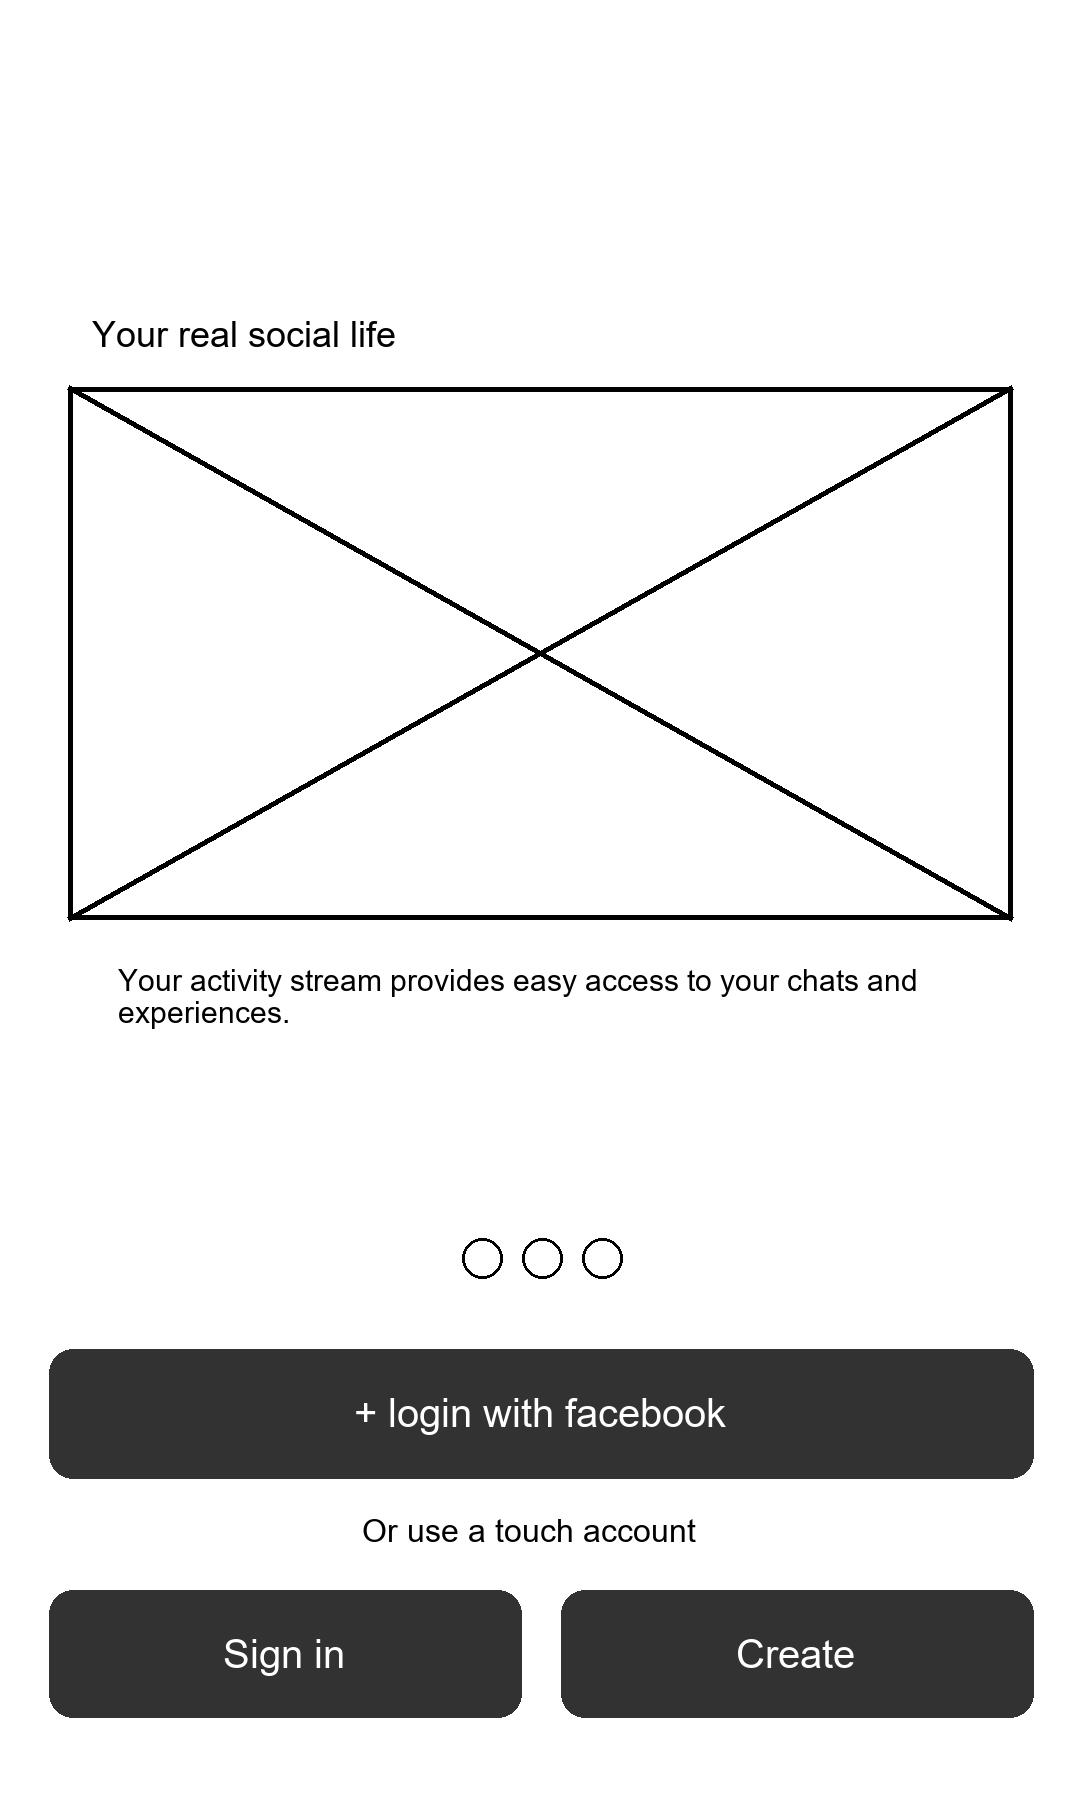 Your real social life
Your activity stream provides easy access to your chats and
experiences.
+ login with facebook
Or use a touch account
Sign in
Create